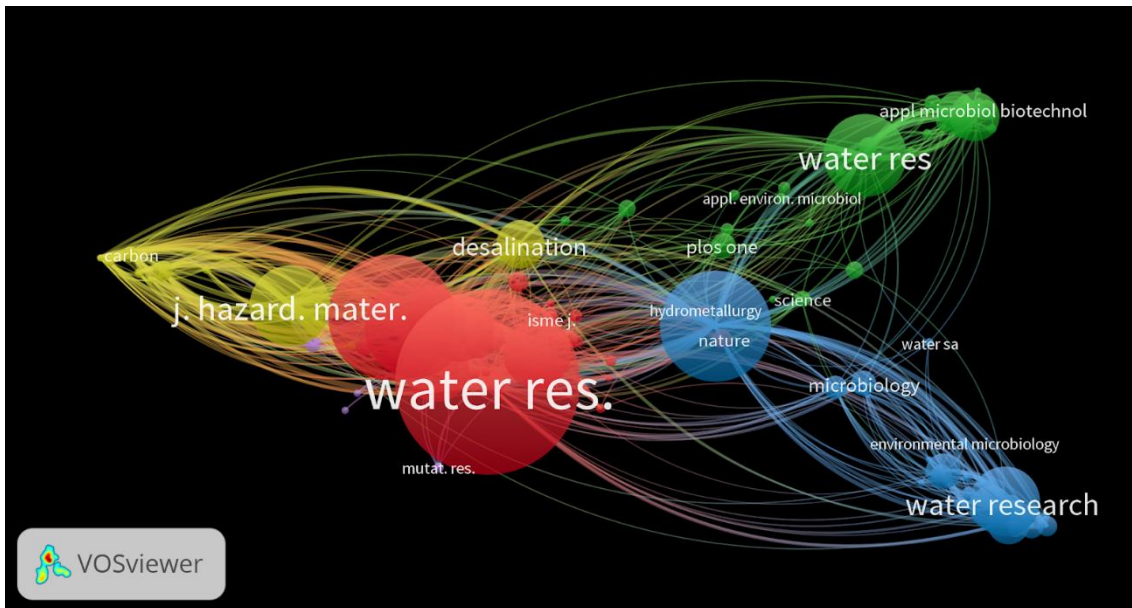 appl microbiol biotechnol
water res
appl. environ. microbiol
desalination
plos one
carbon
science
j. hazard. mater.
hydrometallurgy
isme j.
nature
water sa
water res.
microbiology
environmental microbiology
mutat. res.
water research
VOSviewer